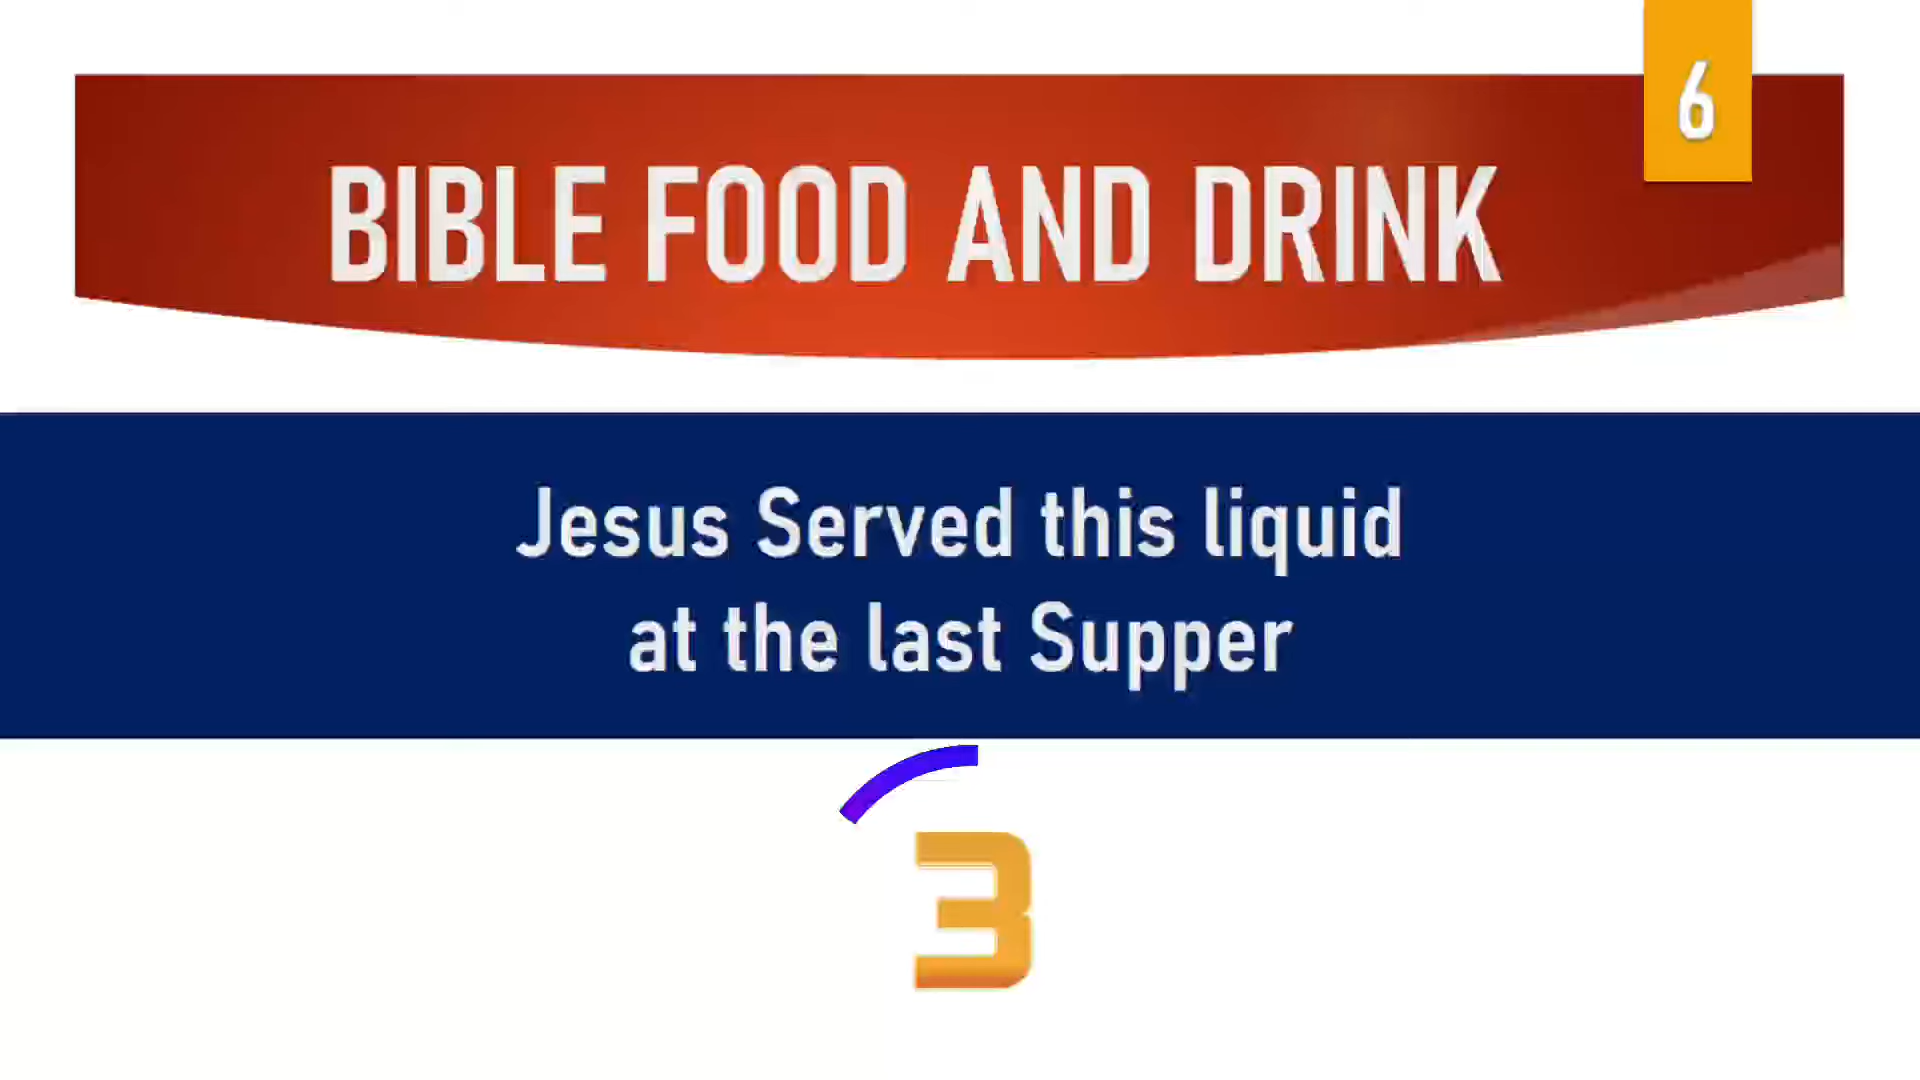 6
BIBLE FOOD AND DRINK
Jesus Served this liquid
at the last Supper
3